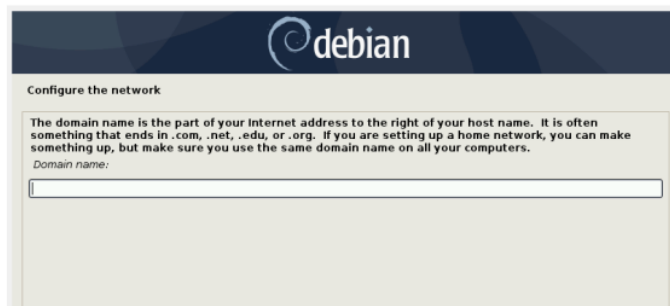 debian
Configure the network
The domain name is the part of your Internet address to the right of your host name.  It is often
something that ends in .com, .net, .edu, or .org.  If you are setting up a home network, you can make
something up, but make sure you use the same domain name on all your computers.
Domain name: